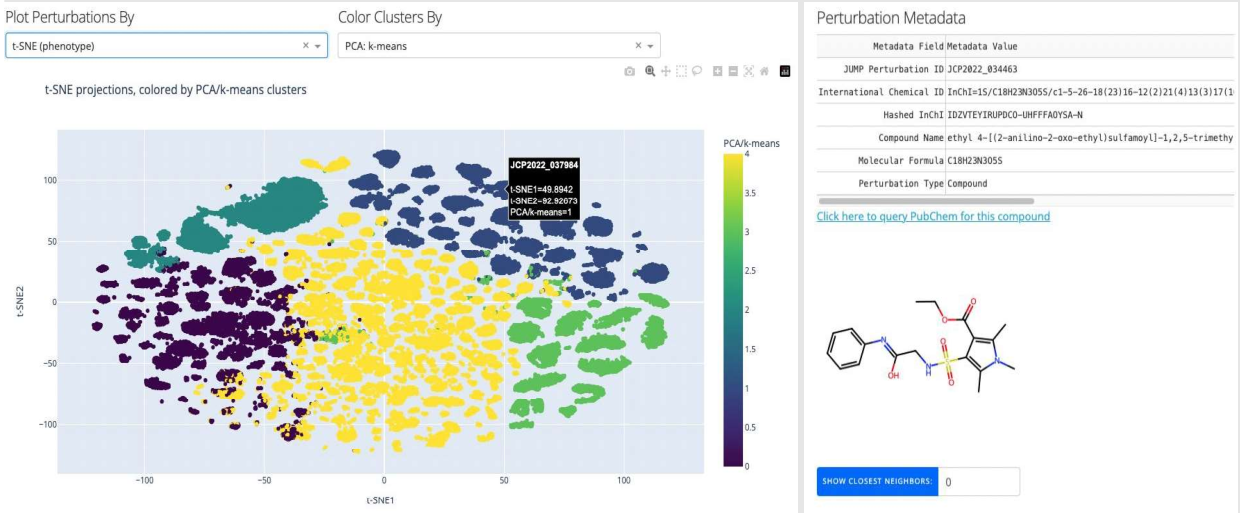 Plot Perturbations By
Color Clusters By
t-SNE (phenotype)
PCA: k-means
t-SNE projections, colored by PCA/k-means clusters
PCA/k-means
4
3.5
3
2.5
2
1.5
1
0.5
0
JCP2022_037984
t-SNE1=49.8942
t-SNE2=92.92673
PCA/k-means=1
100
50
0
−50
−100
t-SNE2
−100
−50
0
50
100
t-SNE1
Perturbation Metadata
Metadata Field Metadata Value
JUMP Perturbation ID JCP2022_034463
International Chemical ID InChI=1S/C18H23N3O5S/c1-5-26-18(23)16-12(2)21(4)13(3)17(1
Hashed InChI IDZVTEYIRUPDCO-UHFFFAOYSA-N
Compound Name ethyl 4-[(2-anilino-2-oxo-ethyl)sulfamoyl]-1,2,5-trimethy
Molecular Formula C18H23N3O5S
Perturbation Type Compound
Click here to query PubChem for this compound
O
O
N
OH
N
H
O
S
O
N
SHOW CLOSEST NEIGHBORS:
0